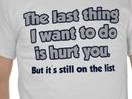 The last thing
I want to do
is hurt you.
But it's still on the list